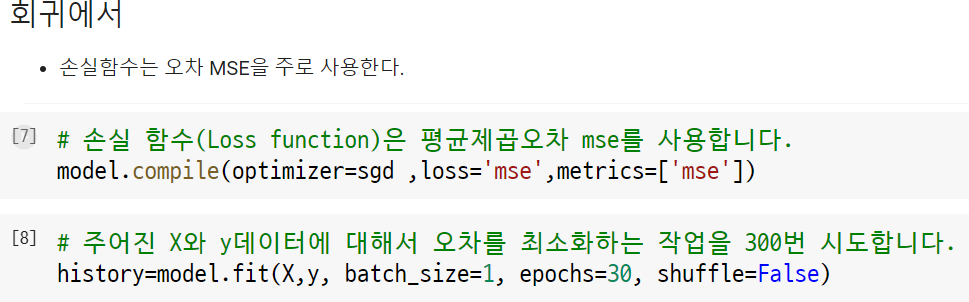 회귀에서
• 손실함수는 오차 MSE을 주로 사용한다.
[7] # 손실 함수(Loss function)은 평균제곱오차 mse를 사용합니다.
model.compile(optimizer=sgd ,loss='mse',metrics=['mse'])
[8] # 주어진 X와 y데이터에 대해서 오차를 최소화하는 작업을 300번 시도합니다.
history=model.fit(X,y, batch_size=1, epochs=30, shuffle=False)